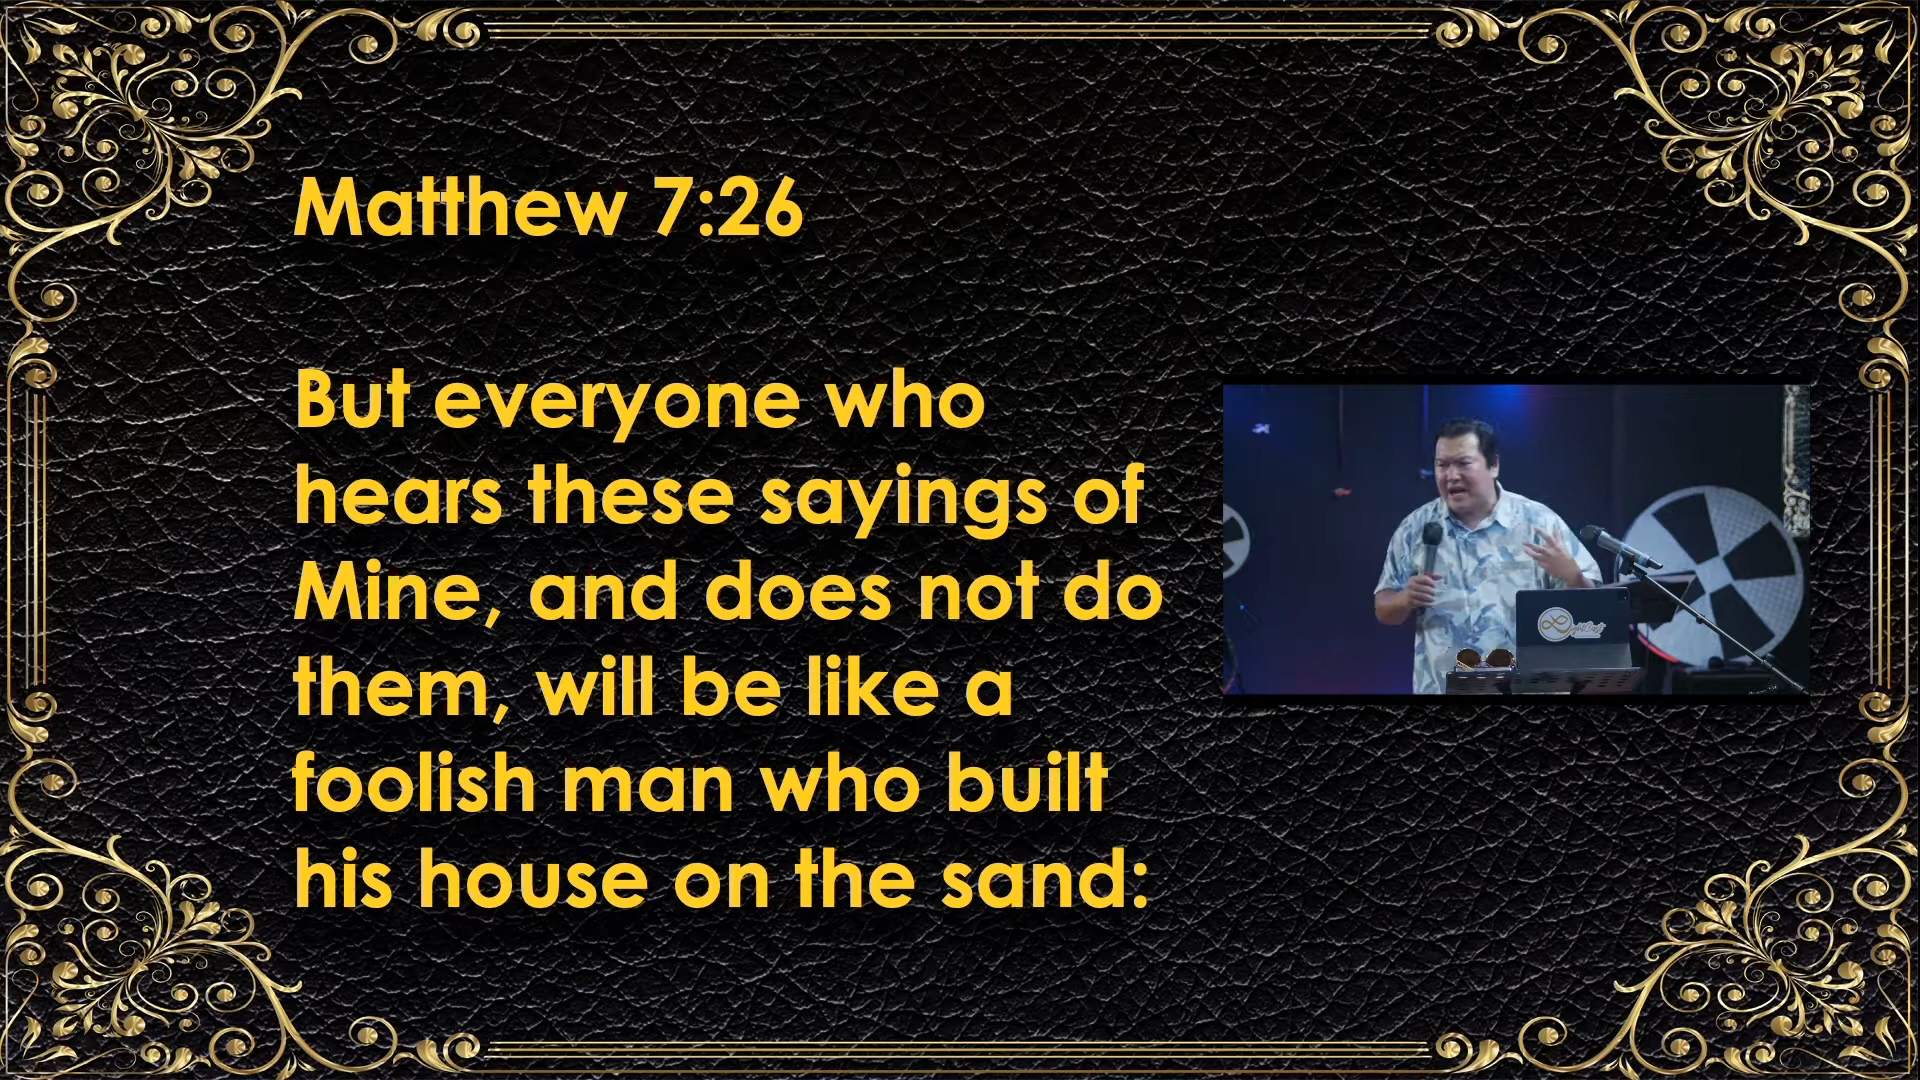 Matthew 7:26
But everyone who
hears these sayings of
Mine, and does not do
them, will be like a
foolish man who built
his house on the sand: